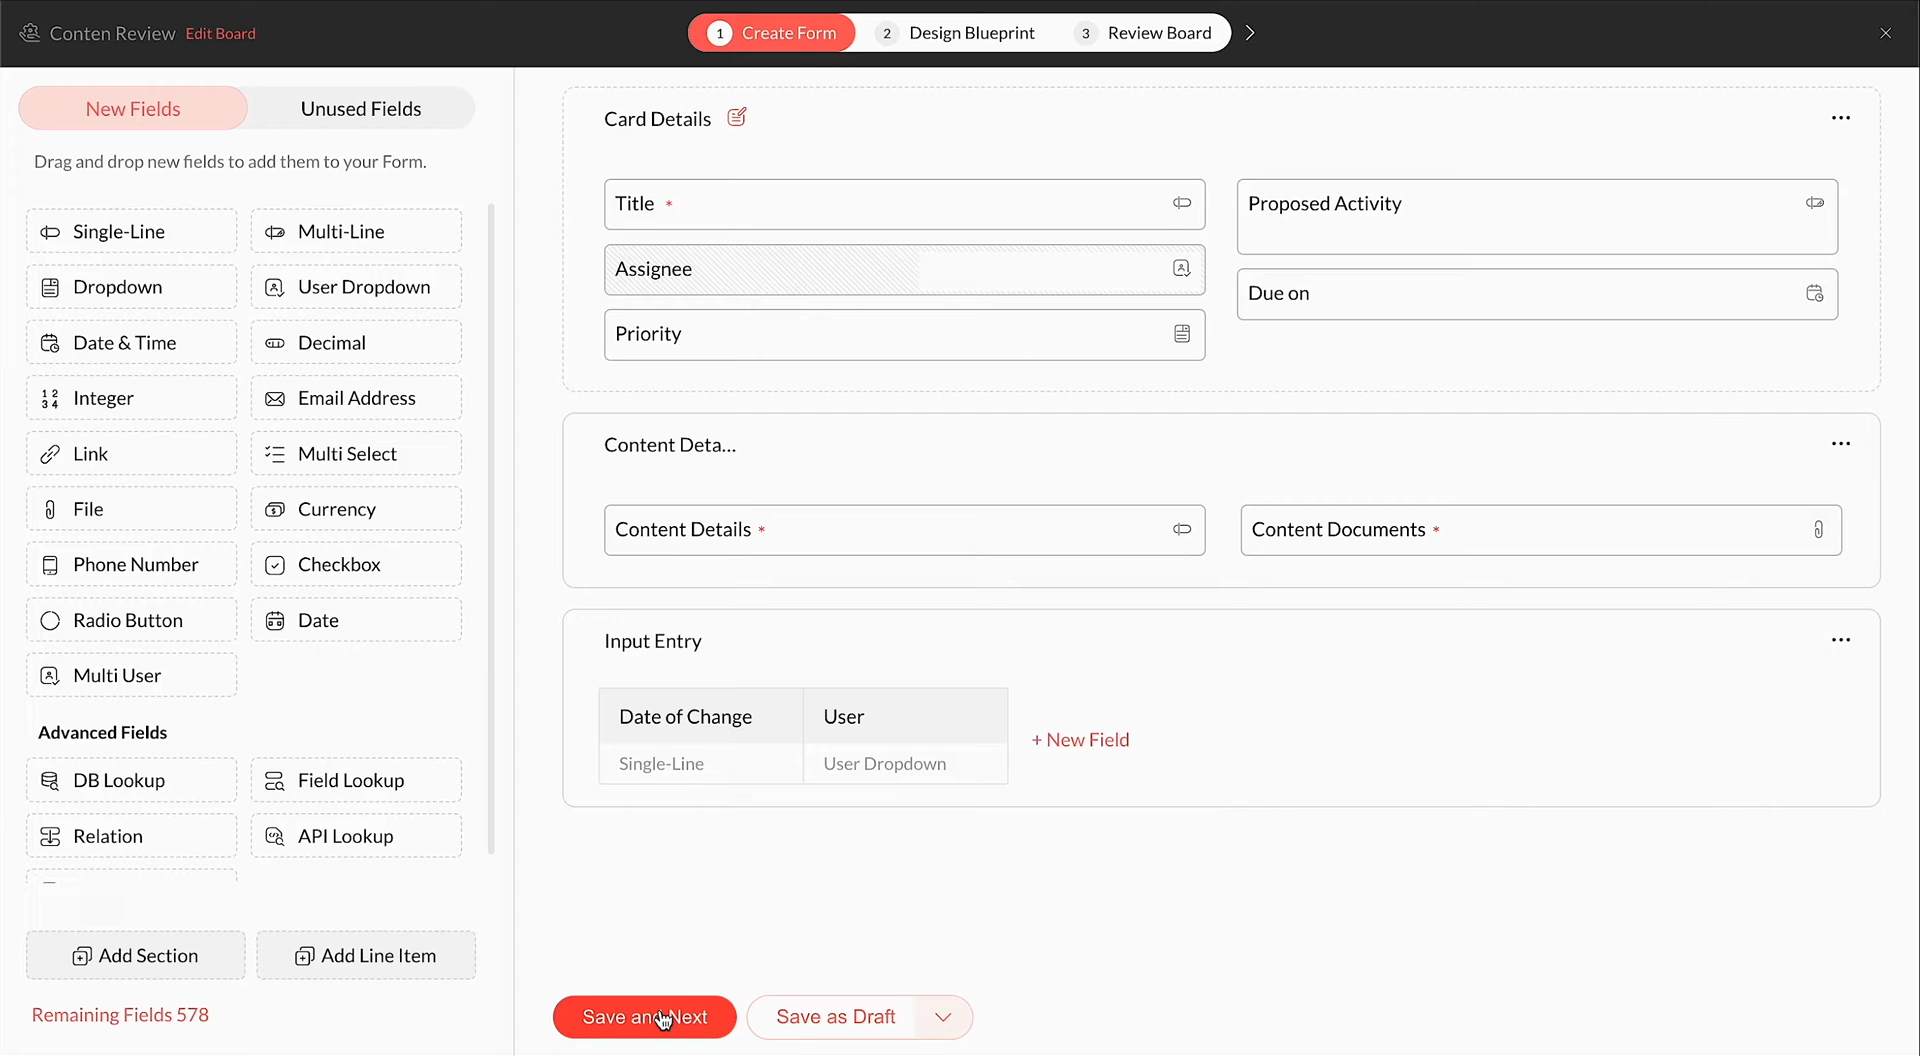 Conten Review Edit Board
1 Create Form 2 Design Blueprint 3 Review Board
New Fields Unused Fields
Drag and drop new fields to add them to your Form.
Single-Line Multi-Line
Dropdown User Dropdown
Date & Time Decimal
Integer Email Address
Link Multi Select
File Currency
Phone Number Checkbox
Radio Button Date
Multi User
Advanced Fields
DB Lookup Field Lookup
Relation API Lookup
Add Section Add Line Item
Remaining Fields 578
Card Details
Title * Proposed Activity
Assignee
Due on
Priority
Content Deta...
Content Details * Content Documents *
Input Entry
Date of Change User
+ New Field
Single-Line User Dropdown
Save and Next Save as Draft